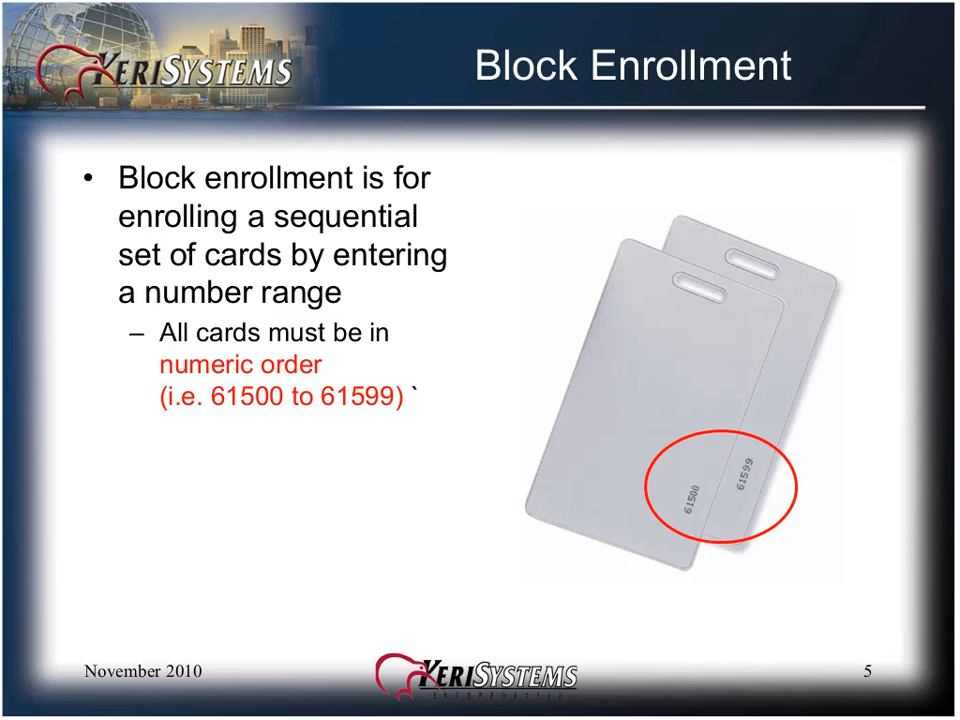 KERISYSTEMS
Block Enrollment
• Block enrollment is for
enrolling a sequential
set of cards by entering
a number range
– All cards must be in
numeric order
(i.e. 61500 to 61599) `
61500
61599
November 2010
KERISYSTEMS
INCORPORATED
5